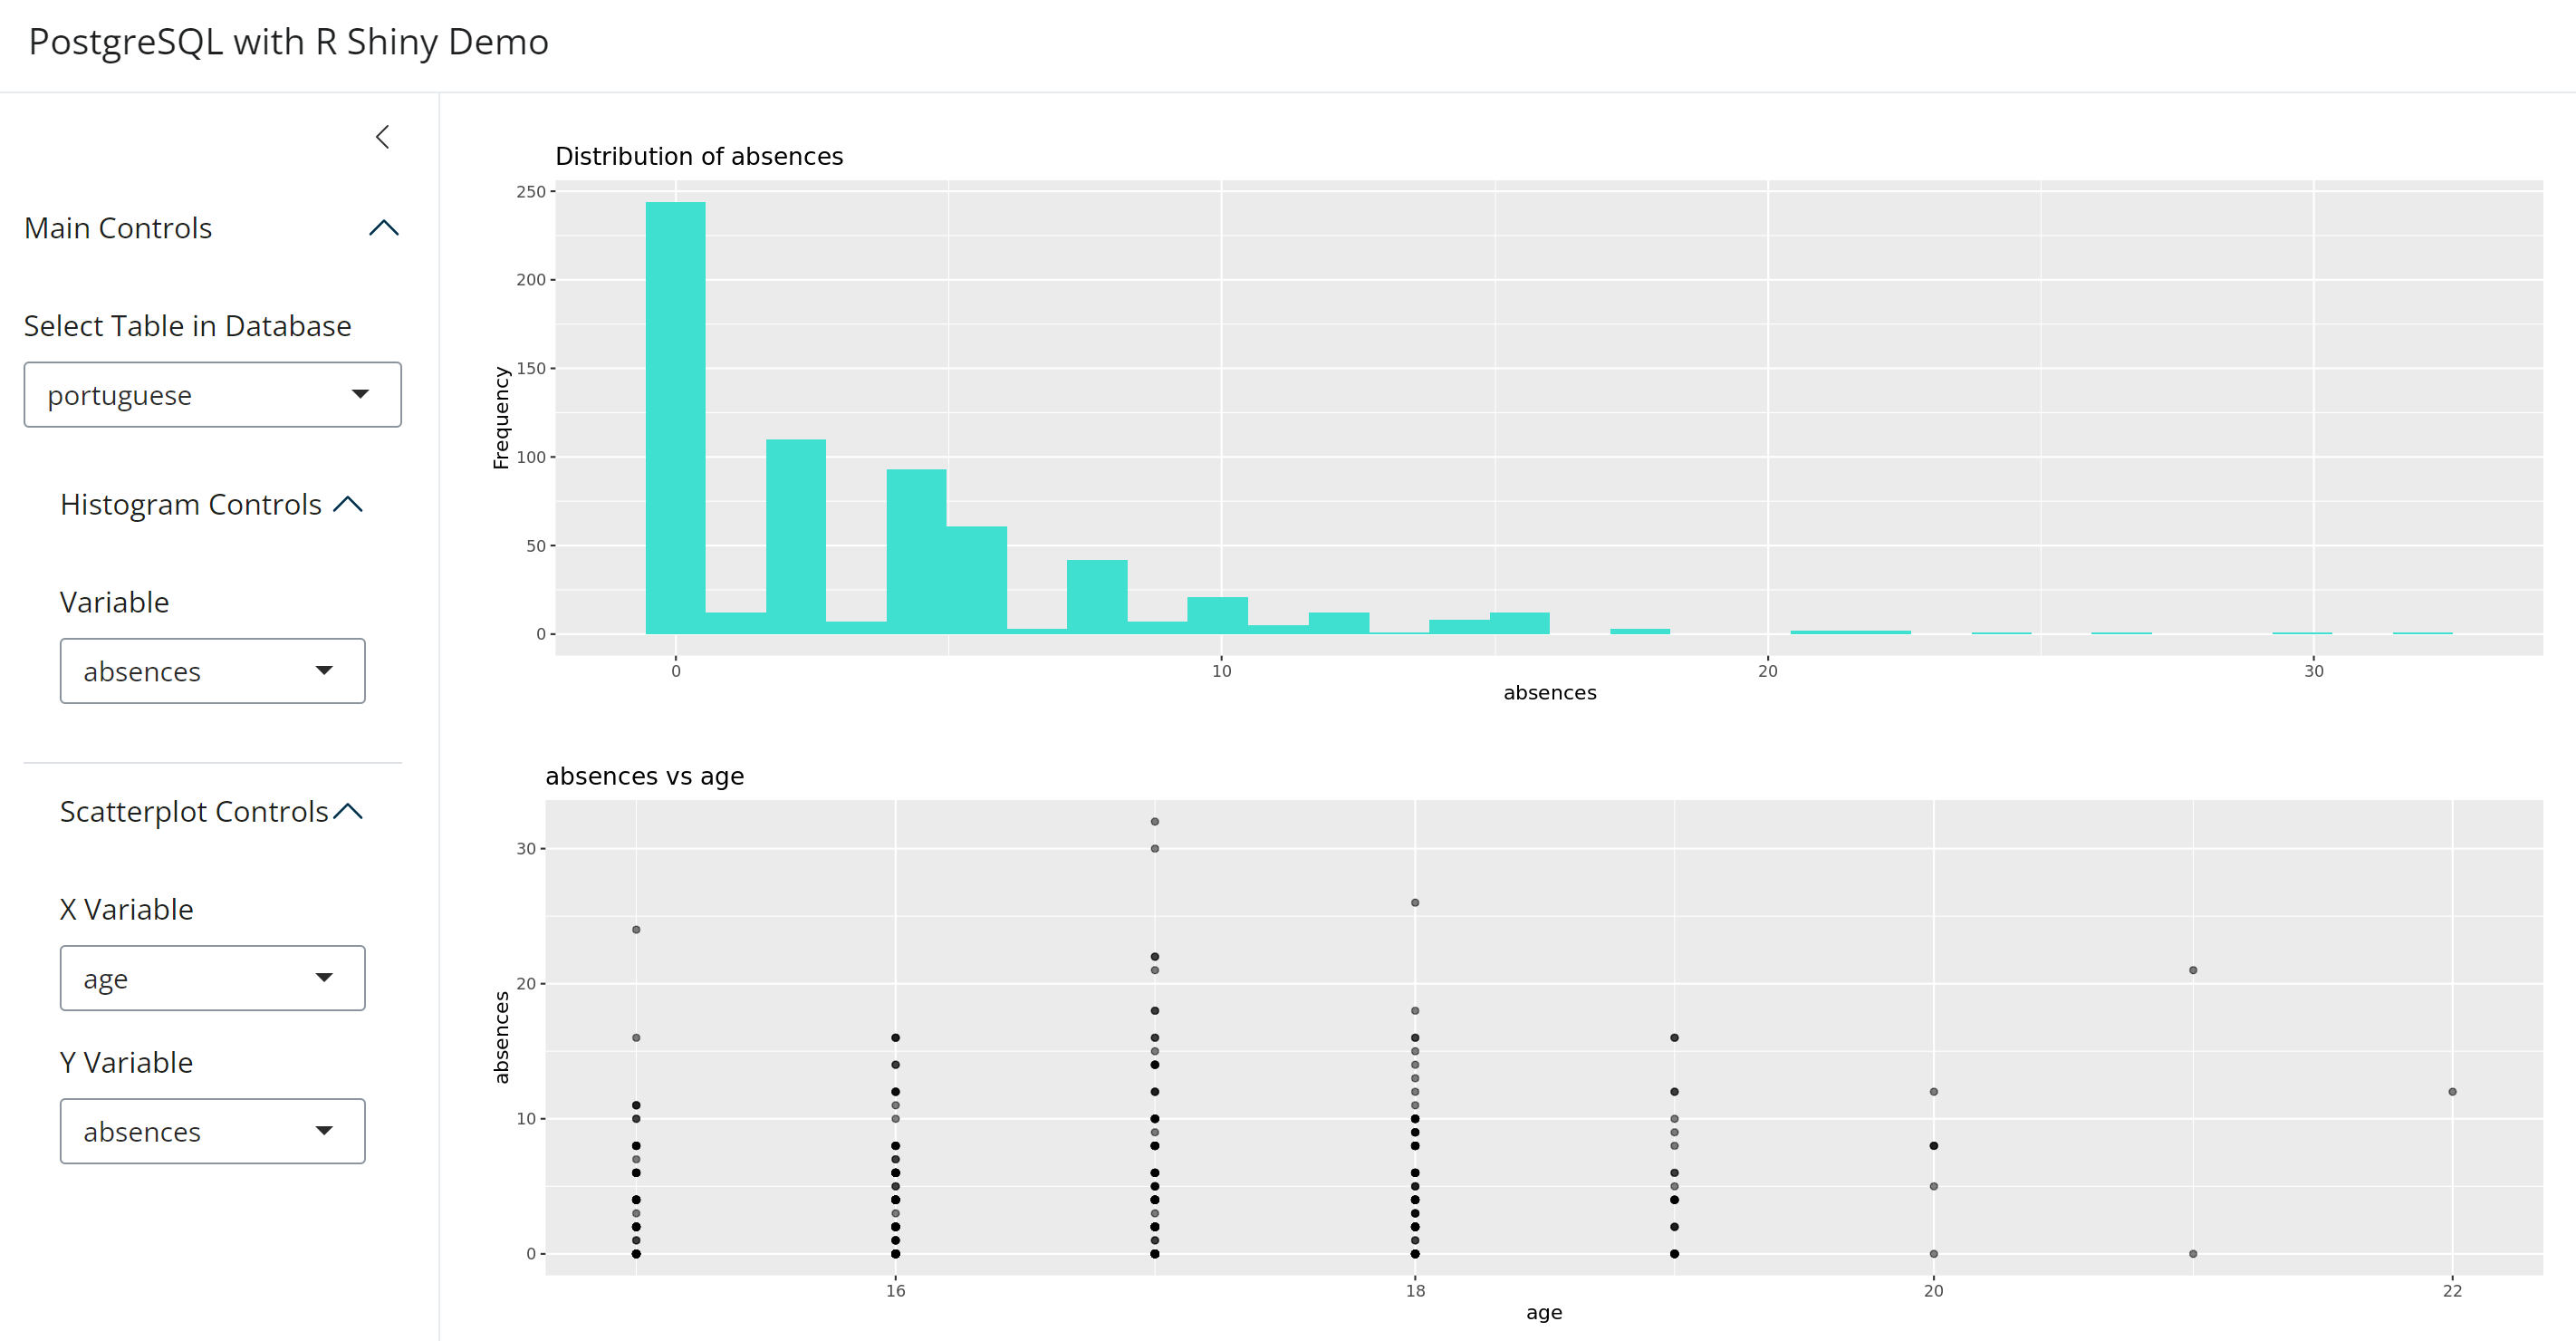 PostgreSQL with R Shiny Demo
Main Controls
Select Table in Database
portuguese
Histogram Controls
Variable
absences
Scatterplot Controls
X Variable
age
Y Variable
absences
Distribution of absences
250
200
150
100
50
0
Frequency
0 10 20 30
absences
absences vs age
30
20
10
0
absences
16 18 20 22
age